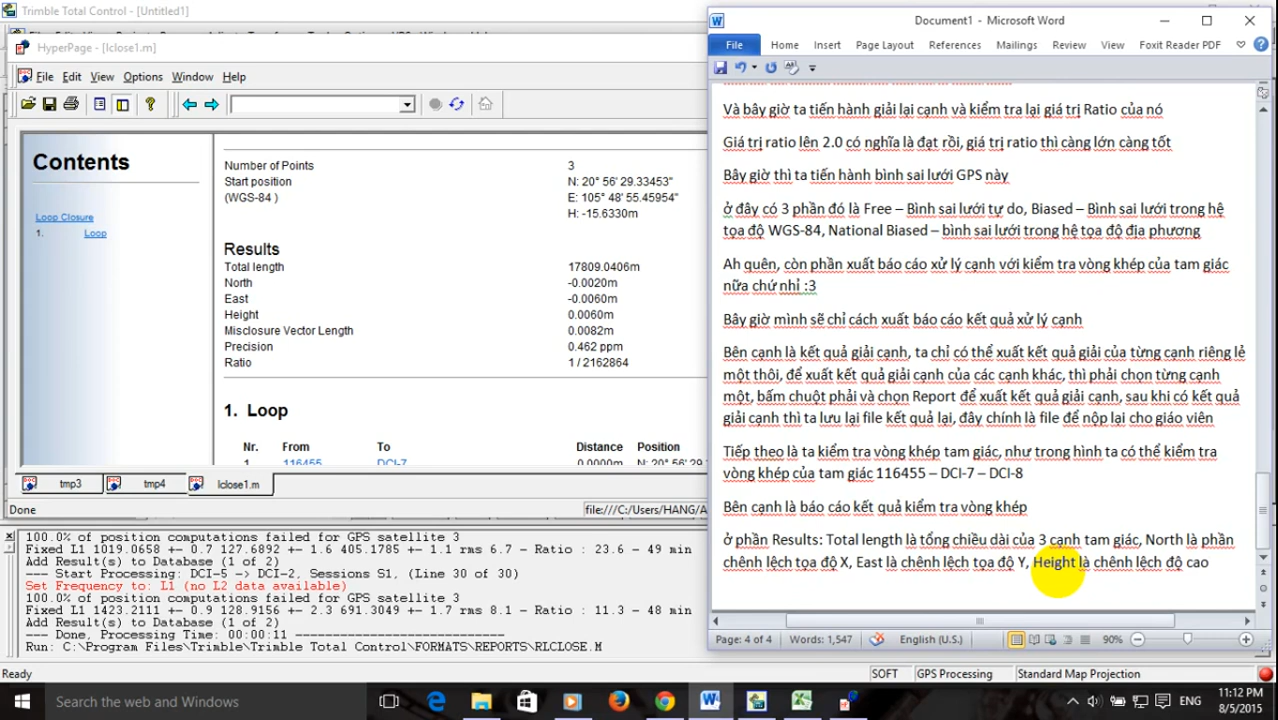 Trimble Total Control - [Untitled1]
HyperPage - [lclose1.m]
File Edit View Options Window Help
Contents
Loop Closure
1. Loop
Number of Points 3
Start position N: 20° 56' 29.33453"
(WGS-84 ) E: 105° 48' 55.45954"
H: -15.6330m
Results
Total length 17809.0406m
North -0.0020m
East -0.0060m
Height 0.0060m
Misclosure Vector Length 0.0082m
Precision 0.462 ppm
Ratio 1 / 2162864
1. Loop
Nr. From To Distance Position
1 116455 DCI-7 0.0000m N: 20° 56' 29
tmp3 tmp4 lclose1.m
Done file:///C:/Users/HANG/A
100.0% of position computations failed for GPS satellite 3
Fixed L1 1019.0658 +- 0.7 127.6892 +- 1.6 405.1785 +- 1.1 rms 6.7 - Ratio : 23.6 - 49 min
Add Result(s) to Database (1 of 2)
--- Start Processing: DCI-5 -> DCI-2, Sessions S1, (Line 30 of 30)
Set Frequency to: L1 (no L2 data available)
100.0% of position computations failed for GPS satellite 3
Fixed L1 1423.2111 +- 0.9 128.9156 +- 2.3 691.3049 +- 1.7 rms 8.1 - Ratio : 11.3 - 48 min
Add Result(s) to Database (1 of 2)
--- Done, Processing Time: 00:00:11 --------------------------
Run: C:\Program Files\Trimble\Trimble Total Control\FORMATS\REPORTS\RLCLOSE.M
Ready SOFT GPS Processing Standard Map Projection
Document1 - Microsoft Word
File Home Insert Page Layout References Mailings Review View Foxit Reader PDF
Và bây giờ ta tiến hành giải lại cạnh và kiểm tra lại giá trị Ratio của nó
Giá trị ratio lên 2.0 có nghĩa là đạt rồi, giá trị ratio thì càng lớn càng tốt
Bây giờ thì ta tiến hành bình sai lưới GPS này
ở đây có 3 phần đó là Free – Bình sai lưới tự do, Biased – Bình sai lưới trong hệ
tọa độ WGS-84, National Biased – bình sai lưới trong hệ tọa độ địa phương
Ah quên, còn phần xuất báo cáo xử lý cạnh với kiểm tra vòng khép của tam giác
nữa chứ nhỉ :3
Bây giờ mình sẽ chỉ cách xuất báo cáo kết quả xử lý cạnh
Bên cạnh là kết quả giải cạnh, ta chỉ có thể xuất kết quả giải của từng cạnh riêng lẻ
một thôi, để xuất kết quả giải cạnh của các cạnh khác, thì phải chọn từng cạnh
một, bấm chuột phải và chọn Report để xuất kết quả giải cạnh, sau khi có kết quả
giải cạnh thì ta lưu lại file kết quả lại, đây chính là file để nộp lại cho giáo viên
Tiếp theo là ta kiểm tra vòng khép tam giác, như trong hình ta có thể kiểm tra
vòng khép của tam giác 116455 – DCI-7 – DCI-8
Bên cạnh là báo cáo kết quả kiểm tra vòng khép
ở phần Results: Total length là tổng chiều dài của 3 cạnh tam giác, North là phần
chênh lệch tọa độ X, East là chênh lệch tọa độ Y, Height là chênh lệch độ cao
Page: 4 of 4 Words: 1,547 English (U.S.) 90%
Search the web and Windows
ENG
11:12 PM
8/5/2015